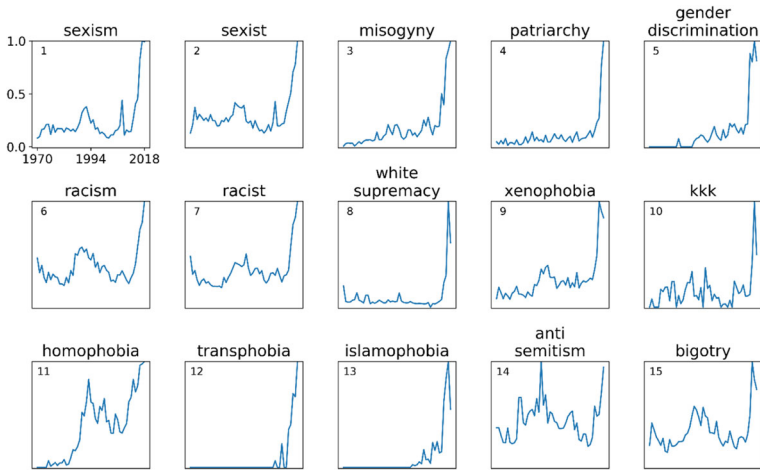 sexism
sexist
misogyny
patriarchy
gender
discrimination
1.0
0.5
0.0
1970
1994
2018
1
2
3
4
5
racism
racist
white
supremacy
xenophobia
kkk
6
7
8
9
10
homophobia
transphobia
islamophobia
anti
semitism
bigotry
11
12
13
14
15